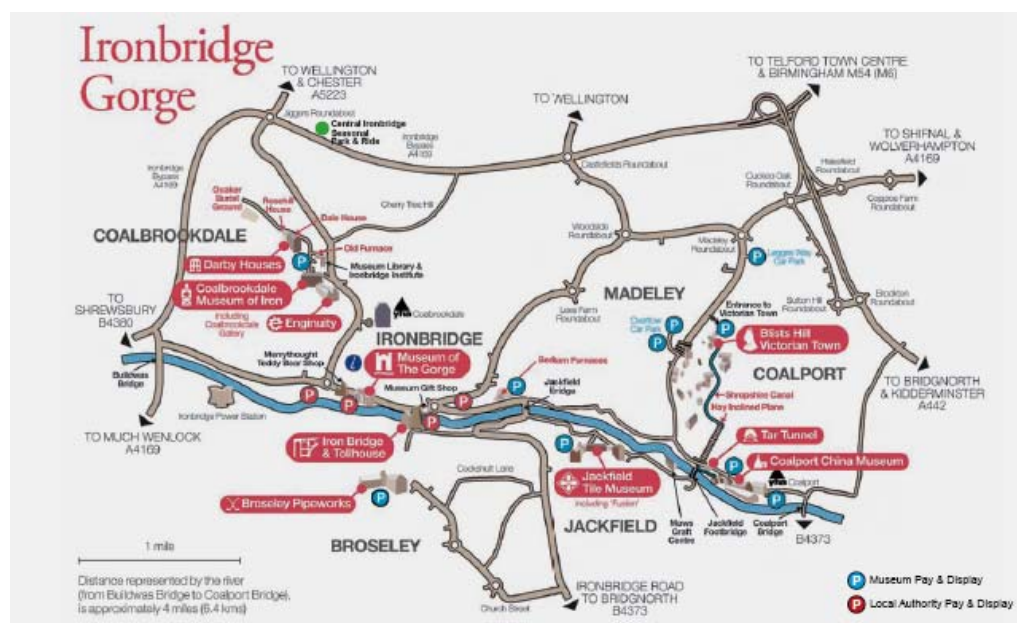 Ironbridge
Gorge
TO WELLINGTON
& CHESTER
A5223
TO WELLINGTON
TO TELFORD TOWN CENTRE
& BIRMINGHAM M54 (M6)
TO SHIFNAL &
WOLVERHAMPTON
A4169
Jiggers Roundabout
Central Ironbridge
Seasonal
Park & Ride
Ironbridge
Bypass
A4169
Ironbridge
Bypass
A4169
Castlefields Roundabout
Cuckoo Oak
Roundabout
Halesfield
Roundabout
Coppice Farm
Roundabout
Quaker
Burial
Ground
Rosehill
House
Dale House
Cherry Tree Hill
COALBROOKDALE
Old Furnace
Darby Houses
P
Museum Library &
Ironbridge Institute
Woodside
Roundabout
Madeley
Roundabout
P
Legges Way
Car Park
Coalbrookdale
Museum of Iron
including
Coalbrookdale
Gallery
Enginuity
MADELEY
Sutton Hill
Roundabout
Brockton
Roundabout
TO
SHREWSBURY
B4380
yha
Coalbrookdale
Lees Farm
Roundabout
Entrance to
Victorian Town
Overflow
Car Park
P
P
P
Blists Hill
Victorian Town
IRONBRIDGE
Merrythought
Teddy Bear Shop
i
Museum of
The Gorge
Bedlam Furnaces
COALPORT
Buildwas
Bridge
Museum Gift Shop
P
Jackfield
Bridge
TO BRIDGNORTH
& KIDDERMINSTER
A442
Shropshire Canal
Hay Inclined Plane
Ironbridge Power Station
P
P
P
P
TO MUCH WENLOCK
A4169
Iron Bridge
& Tollhouse
Tar Tunnel
P
P
Coalport China Museum
Cockshutt Lane
Jackfield
Tile Museum
including 'Fusion'
yha
Coalport
Broseley Pipeworks
P
P
JACKFIELD
Maws
Craft
Centre
Jackfield
Footbridge
Coalport
Bridge
B4373
BROSELEY
1 mile
Distance represented by the river
(from Buildwas Bridge to Coalport Bridge),
is approximately 4 miles (6.4 kms)
Church Street
IRONBRIDGE ROAD
TO BRIDGNORTH
B4373
P Museum Pay & Display
P Local Authority Pay & Display